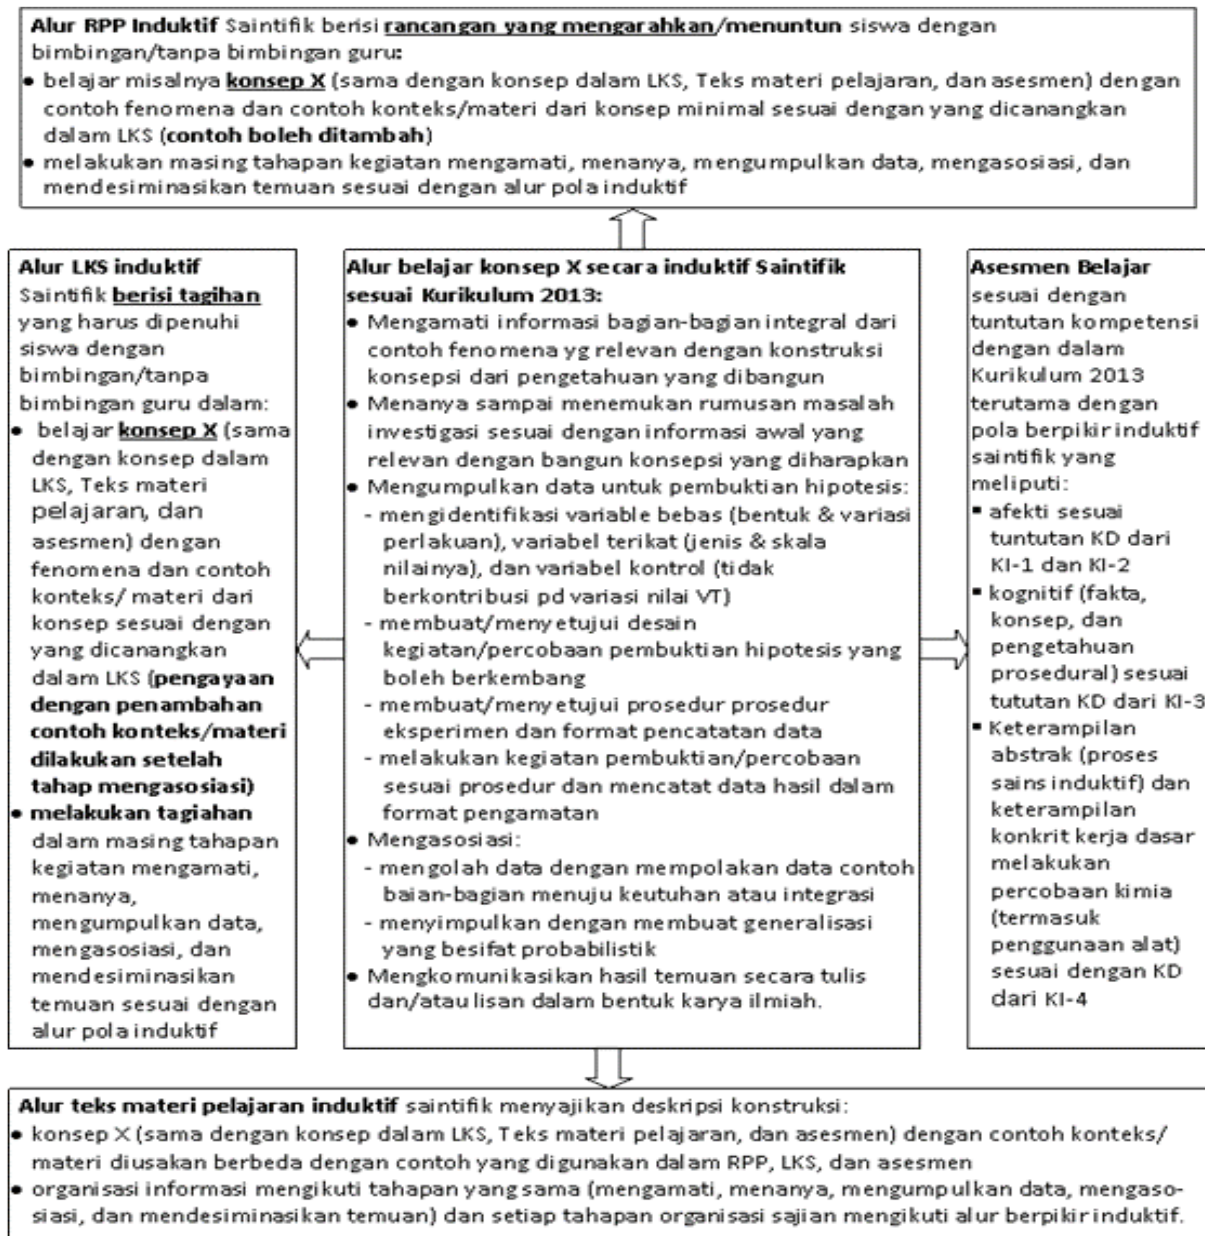 Alur RPP Induktif Saintifik berisi rancangan yang mengarahkan/menuntun siswa dengan
bimbingan/tanpa bimbingan guru:
• belajar misalnya konsep X (sama dengan konsep dalam LKS, Teks materi pelajaran, dan asesmen) dengan
contoh fenomena dan contoh konteks/materi dari konsep minimal sesuai dengan yang dicanangkan
dalam LKS (contoh boleh ditambah)
• melakukan masing tahapan kegiatan mengamati, menanya, mengumpulkan data, mengasosiasi, dan
mendesiminasikan temuan sesuai dengan alur pola induktif
Alur LKS induktif
Saintifik berisi tagihan
yang harus dipenuhi
siswa dengan
bimbingan/tanpa
bimbingan guru dalam:
• belajar konsep X (sama
dengan konsep dalam
LKS, Teks materi
pelajaran, dan
asesmen) dengan
fenomena dan contoh
konteks/ materi dari
konsep sesuai dengan
yang dicanangkan
dalam LKS (pengayaan
dengan penambahan
contoh konteks/materi
dilakukan setelah
tahap mengasosiasi)
• melakukan tagiahan
dalam masing tahapan
kegiatan mengamati,
menanya,
mengumpulkan data,
mengasosiasi, dan
mendesiminasikan
temuan sesuai dengan
alur pola induktif
Alur belajar konsep X secara induktif Saintifik
sesuai Kurikulum 2013:
• Mengamati informasi bagian-bagian integral dari
contoh fenomena yg relevan dengan konstruksi
konsepsi dari pengetahuan yang dibangun
• Menanya sampai menemukan rumusan masalah
investigasi sesuai dengan informasi awal yang
relevan dengan bangun konsepsi yang diharapkan
• Mengumpulkan data untuk pembuktian hipotesis:
- mengidentifikasi variable bebas (bentuk & variasi
perlakuan), variabel terikat (jenis & skala
nilainya), dan variabel kontrol (tidak
berkontribusi pd variasi nilai VT)
- membuat/menyetujui desain
kegiatan/percobaan pembuktian hipotesis yang
boleh berkembang
- membuat/menyetujui prosedur prosedur
eksperimen dan format pencatatan data
- melakukan kegiatan pembuktian/percobaan
sesuai prosedur dan mencatat data hasil dalam
format pengamatan
• Mengasosiasi:
- mengolah data dengan mempolakan data contoh
baian-bagian menuju keutuhan atau integrasi
- menyimpulkan dengan membuat generalisasi
yang besifat probabilistik
• Mengkomunikasikan hasil temuan secara tulis
dan/atau lisan dalam bentuk karya ilmiah.
Asesmen Belajar
sesuai dengan
tuntutan kompetensi
dengan dalam
Kurikulum 2013
terutama dengan
pola berpikir induktif
saintifik yang
meliputi:
▪ afekti sesuai
tuntutan KD dari
KI-1 dan KI-2
▪ kognitif (fakta,
konsep, dan
pengetahuan
prosedural) sesuai
tututan KD dari KI-3
▪ Keterampilan
abstrak (proses
sains induktif) dan
keterampilan
konkrit kerja dasar
melakukan
percobaan kimia
(termasuk
penggunaan alat)
sesuai dengan KD
dari KI-4
Alur teks materi pelajaran induktif saintifik menyajikan deskripsi konstruksi:
• konsep X (sama dengan konsep dalam LKS, Teks materi pelajaran, dan asesmen) dengan contoh konteks/
materi diusakan berbeda dengan contoh yang digunakan dalam RPP, LKS, dan asesmen
• organisasi informasi mengikuti tahapan yang sama (mengamati, menanya, mengumpulkan data, mengaso-
siasi, dan mendesiminasikan temuan) dan setiap tahapan organisasi sajian mengikuti alur berpikir induktif.